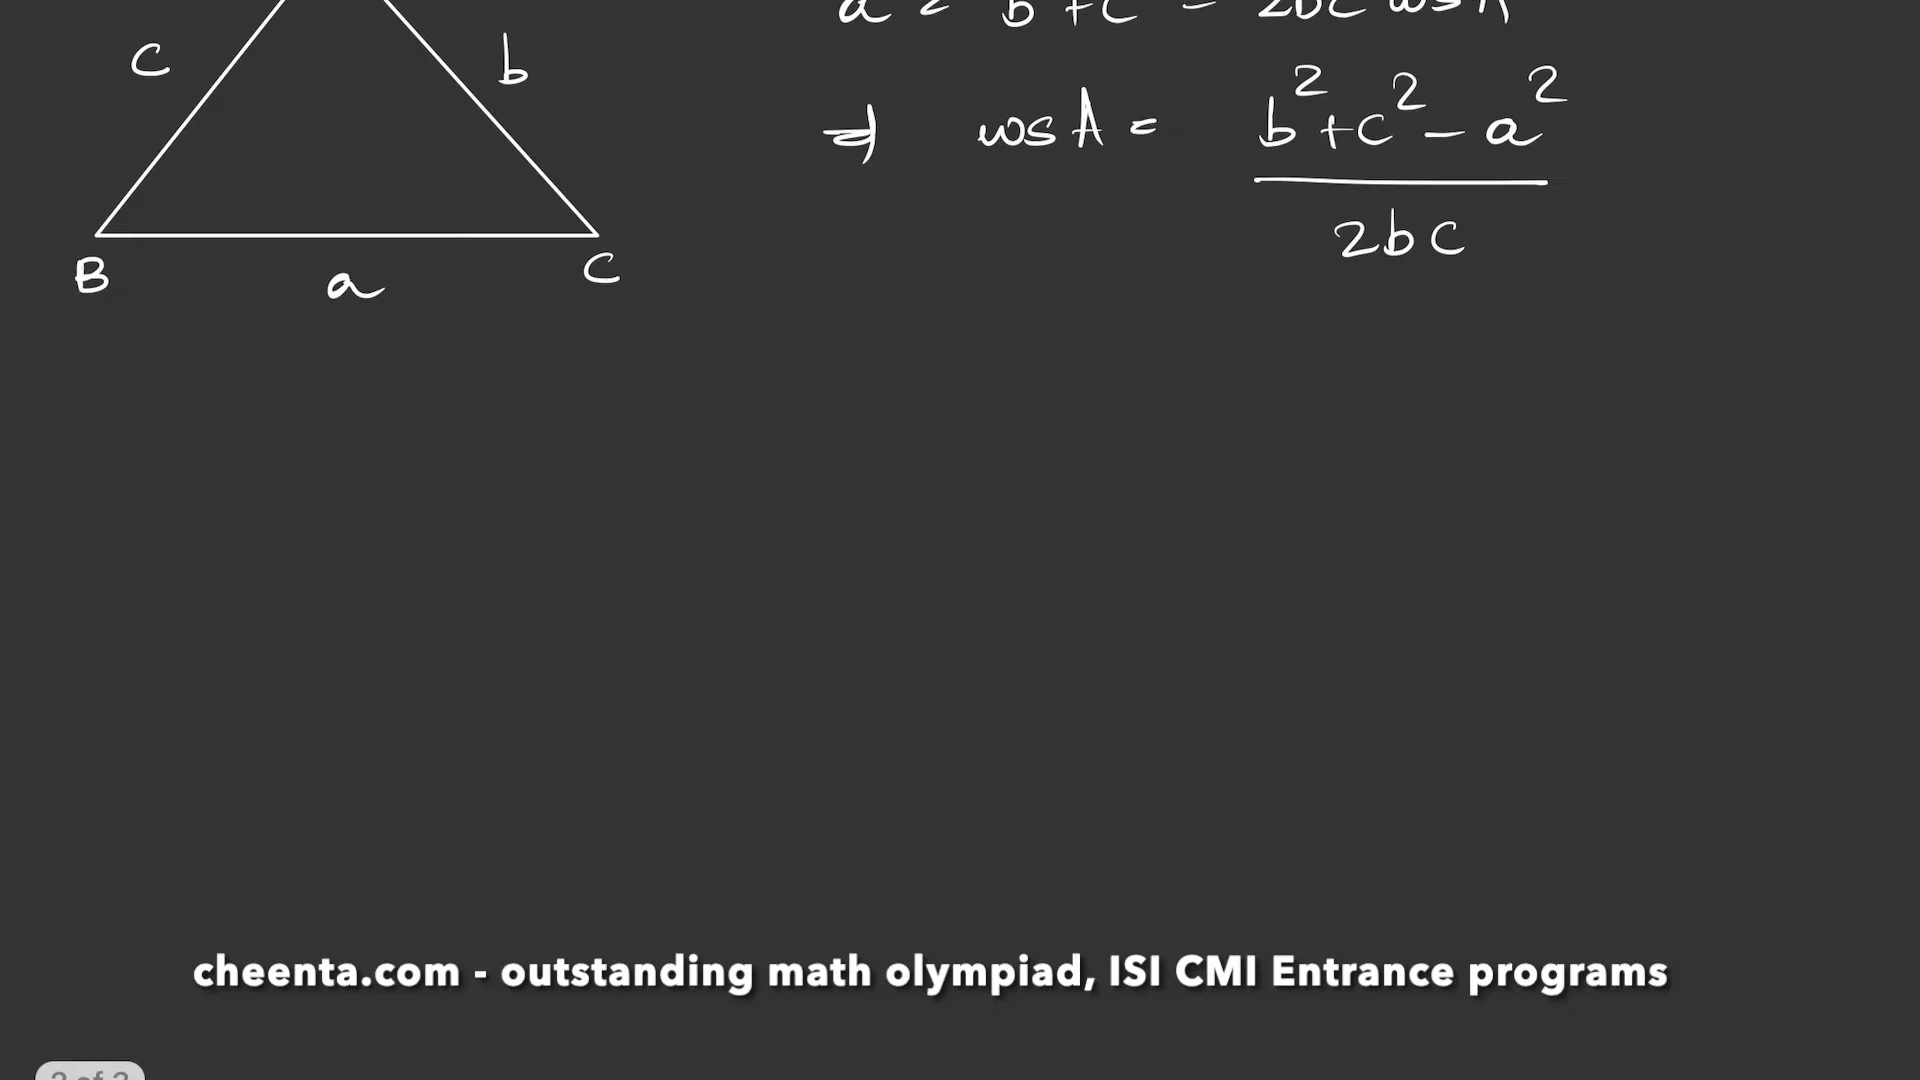 c
b
⇒ cos A = b²+c²-a² / 2bc
B
a
C
cheenta.com - outstanding math olympiad, ISI CMI Entrance programs